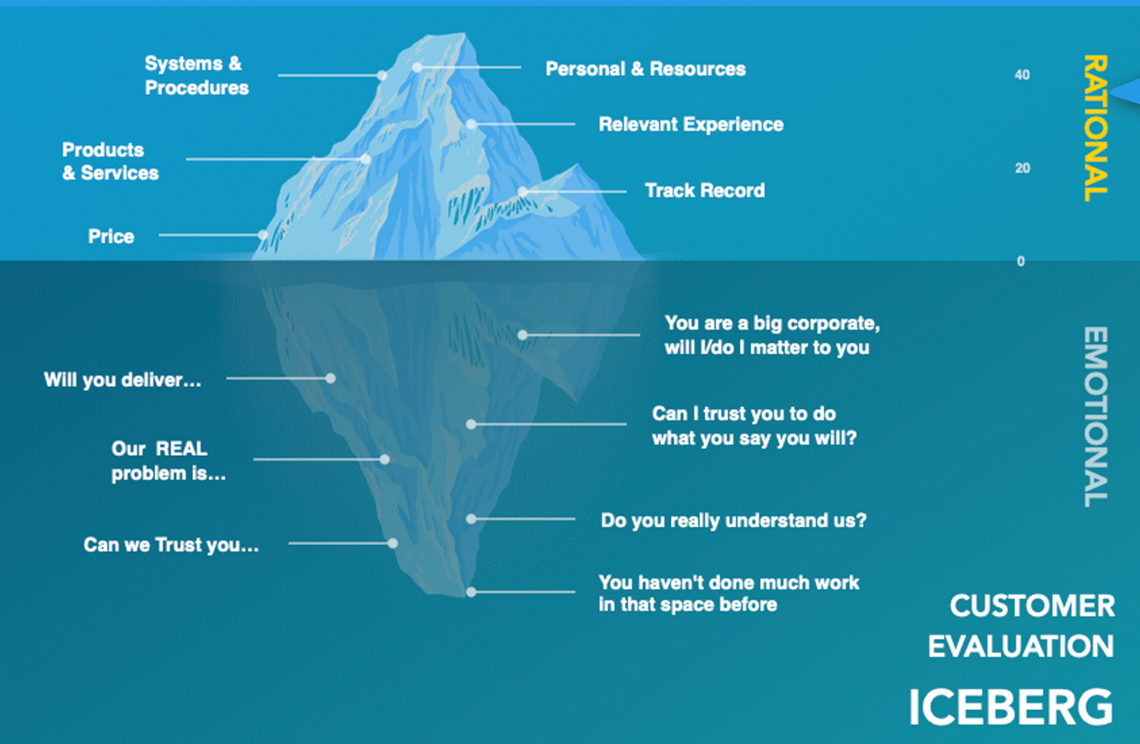 Systems &
Procedures
Personal & Resources
40
RATIONAL
Relevant Experience
Products
& Services
20
Track Record
Price
0
You are a big corporate,
will I/do I matter to you
EMOTIONAL
Will you deliver...
Can I trust you to do
what you say you will?
Our REAL
problem is...
Do you really understand us?
Can we Trust you...
You haven't done much work
in that space before
CUSTOMER
EVALUATION
ICEBERG